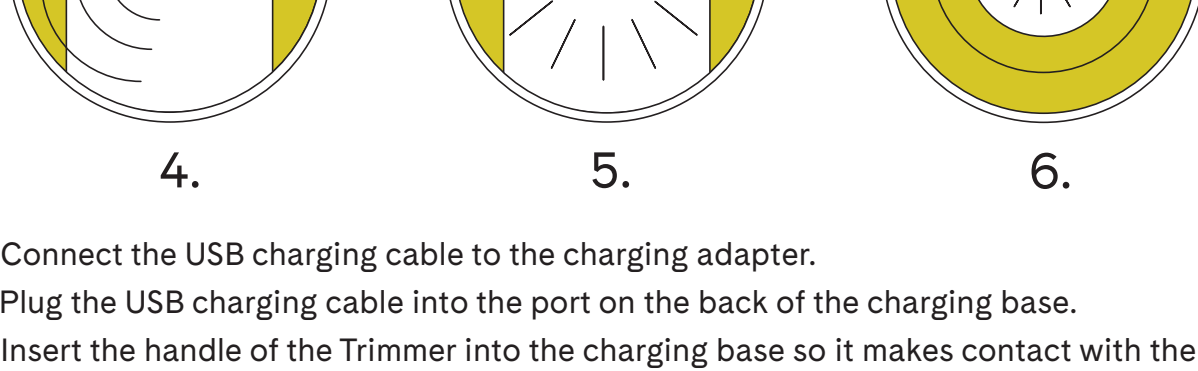 4.
5.
6.
Connect the USB charging cable to the charging adapter.
Plug the USB charging cable into the port on the back of the charging base.
Insert the handle of the Trimmer into the charging base so it makes contact with the